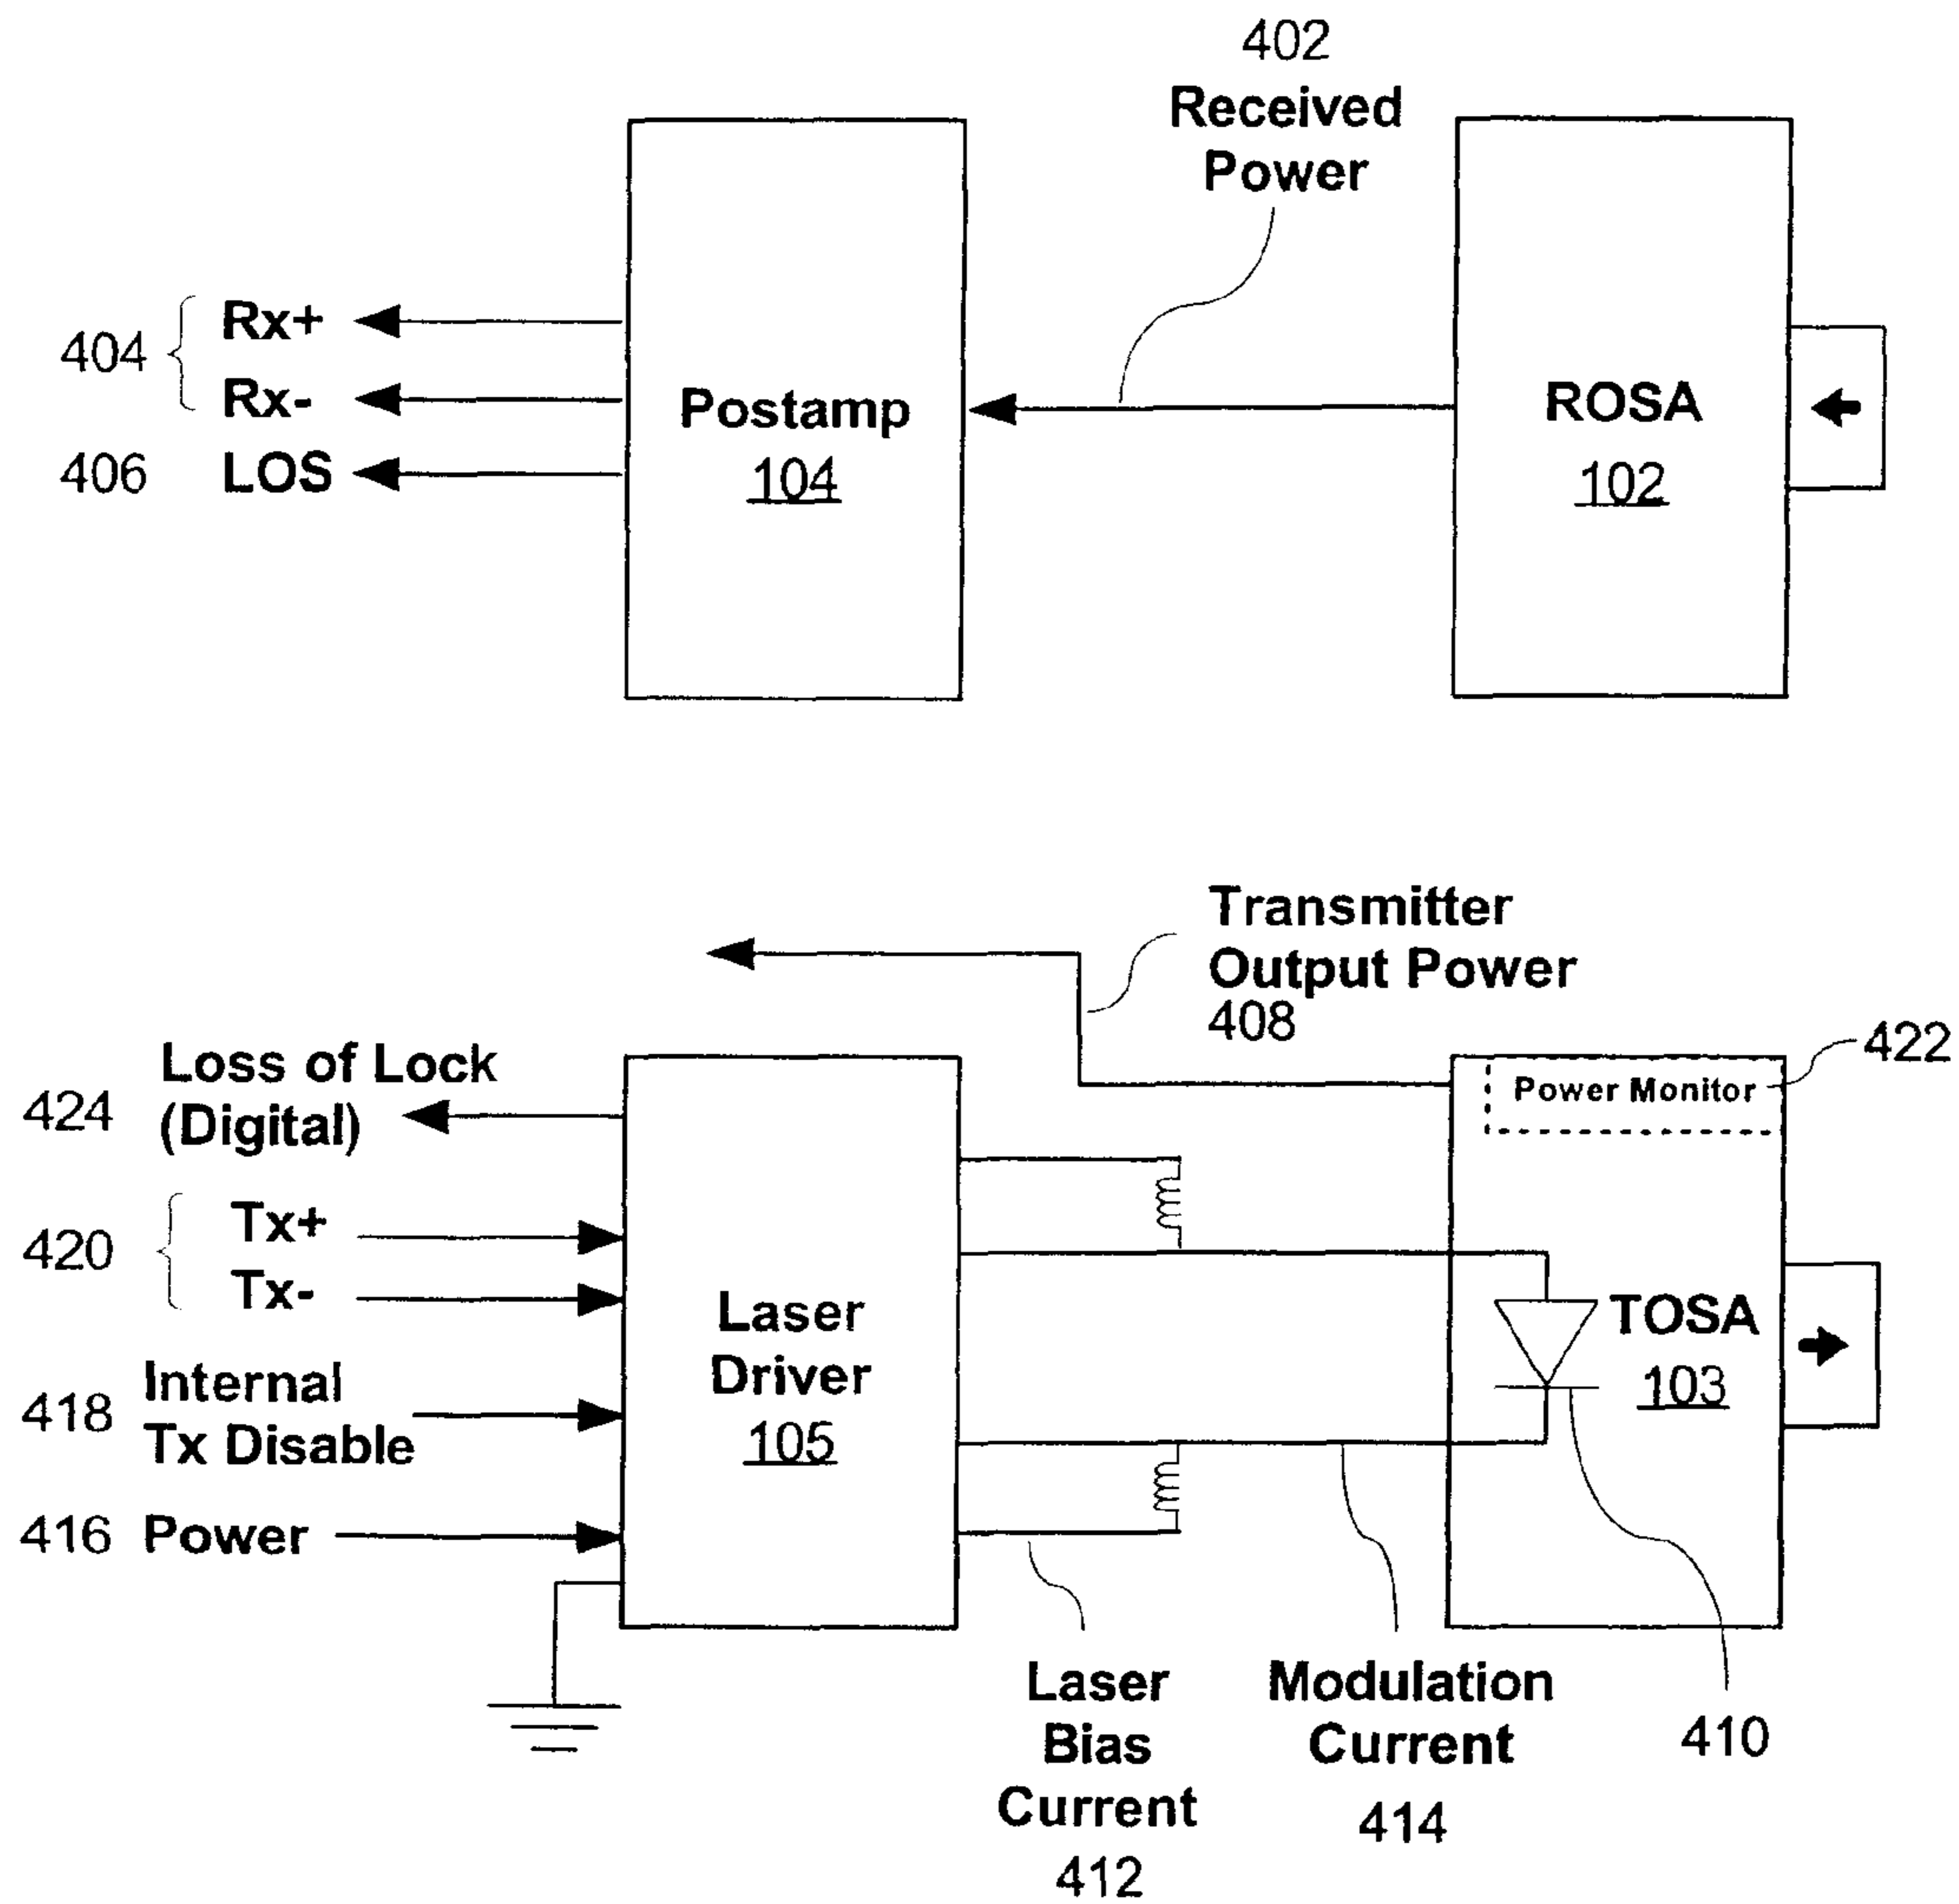 402
Received
Power
404
Rx+
Rx-
406 LOS
Postamp
104
ROSA
102
Transmitter
Output Power
408
422
Power Monitor
Loss of Lock
424
(Digital)
420
Tx+
Tx-
418
Internal
Tx Disable
416 Power
Laser
Driver
105
TOSA
103
Laser
Bias
Current
412
Modulation
Current
414
410